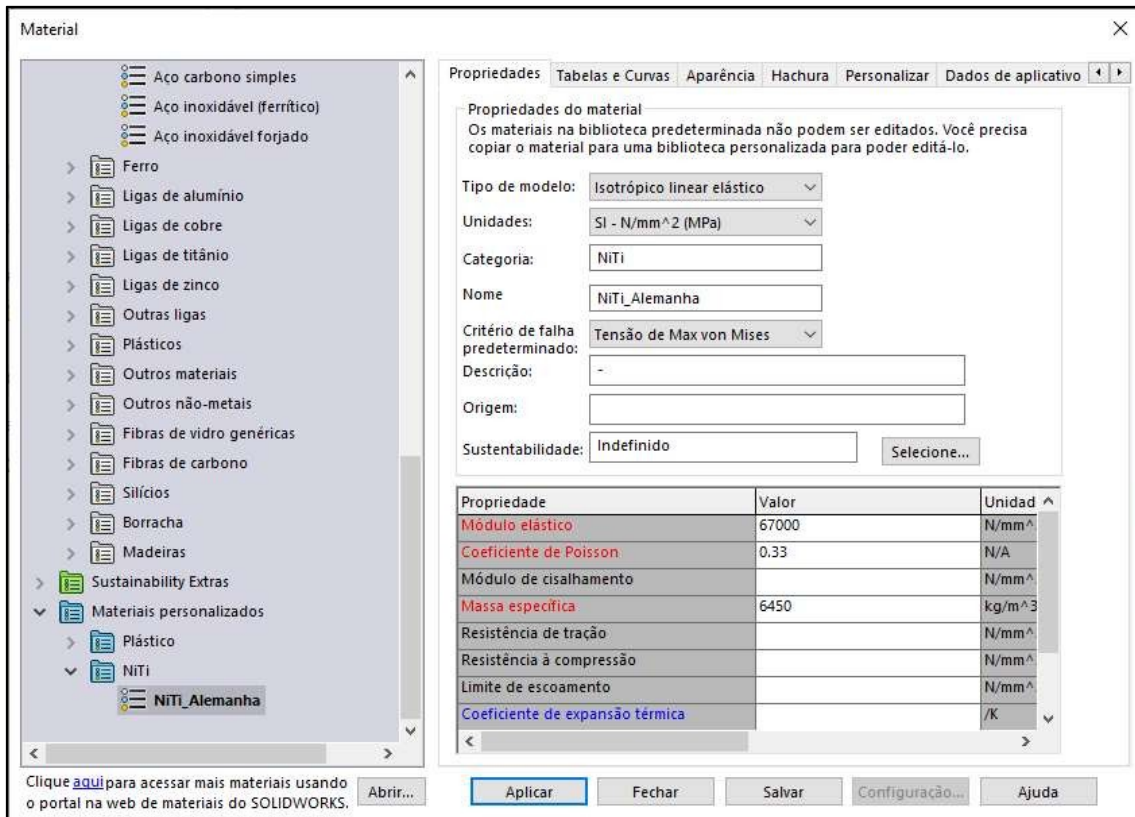 Material
Aço carbono simples
Aço inoxidável (ferrítico)
Aço inoxidável forjado
Ferro
Ligas de alumínio
Ligas de cobre
Ligas de titânio
Ligas de zinco
Outras ligas
Plásticos
Outros materiais
Outros não-metais
Fibras de vidro genéricas
Fibras de carbono
Silícios
Borracha
Madeiras
Sustainability Extras
Materiais personalizados
Plástico
NiTi
NiTi_Alemanha
Clique aqui para acessar mais materiais usando
o portal na web de materiais do SOLIDWORKS.
Abrir...
Propriedades Tabelas e Curvas Aparência Hachura Personalizar Dados de aplicativo
Propriedades do material
Os materiais na biblioteca predeterminada não podem ser editados. Você precisa
copiar o material para uma biblioteca personalizada para poder editá-lo.
Tipo de modelo: Isotrópico linear elástico
Unidades: SI - N/mm^2 (MPa)
Categoria: NiTi
Nome NiTi_Alemanha
Critério de falha
predeterminado: Tensão de Max von Mises
Descrição: -
Origem:
Sustentabilidade: Indefinido Selecione...
Propriedade Valor Unidad
Módulo elástico 67000 N/mm^
Coeficiente de Poisson 0.33 N/A
Módulo de cisalhamento N/mm^
Massa específica 6450 kg/m^3
Resistência de tração N/mm^
Resistência à compressão N/mm^
Limite de escoamento N/mm^
Coeficiente de expansão térmica /K
Aplicar Fechar Salvar Configuração... Ajuda